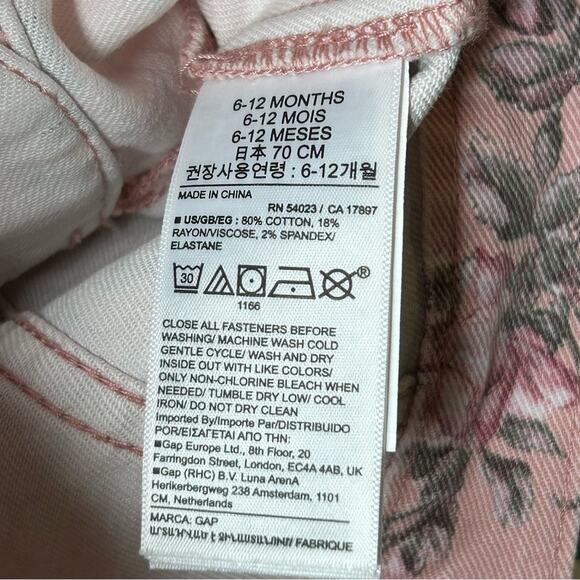 6-12 MONTHS
6-12 MOIS
6-12 MESES
日本 70 CM
권장사용연령 : 6-12개월
MADE IN CHINA
RN 54023 / CA 17897
■ US/GB/EG : 80% COTTON, 18%
RAYON/VISCOSE, 2% SPANDEX/
ELASTANE
30
®
1166
CLOSE ALL FASTENERS BEFORE
WASHING/ MACHINE WASH COLD
GENTLE CYCLE/ WASH AND DRY
INSIDE OUT WITH LIKE COLORS/
ONLY NON-CHLORINE BLEACH WHEN
NEEDED/ TUMBLE DRY LOW/ COOL
IRON/ DO NOT DRY CLEAN
Imported By/Importe Par/DISTRIBUIDO
POR/ΕΙΣΑΓΕΤΑΙ ΑΠΟ ΤΗΝ:
■Gap Europe Ltd., 8th Floor, 20
Farringdon Street, London, EC4A 4AB, UK
■Gap (RHC) B.V. Luna ArenA
Herikerbergweg 238 Amsterdam, 1101
CM, Netherlands
MARCA: GAP
FABRIQUE